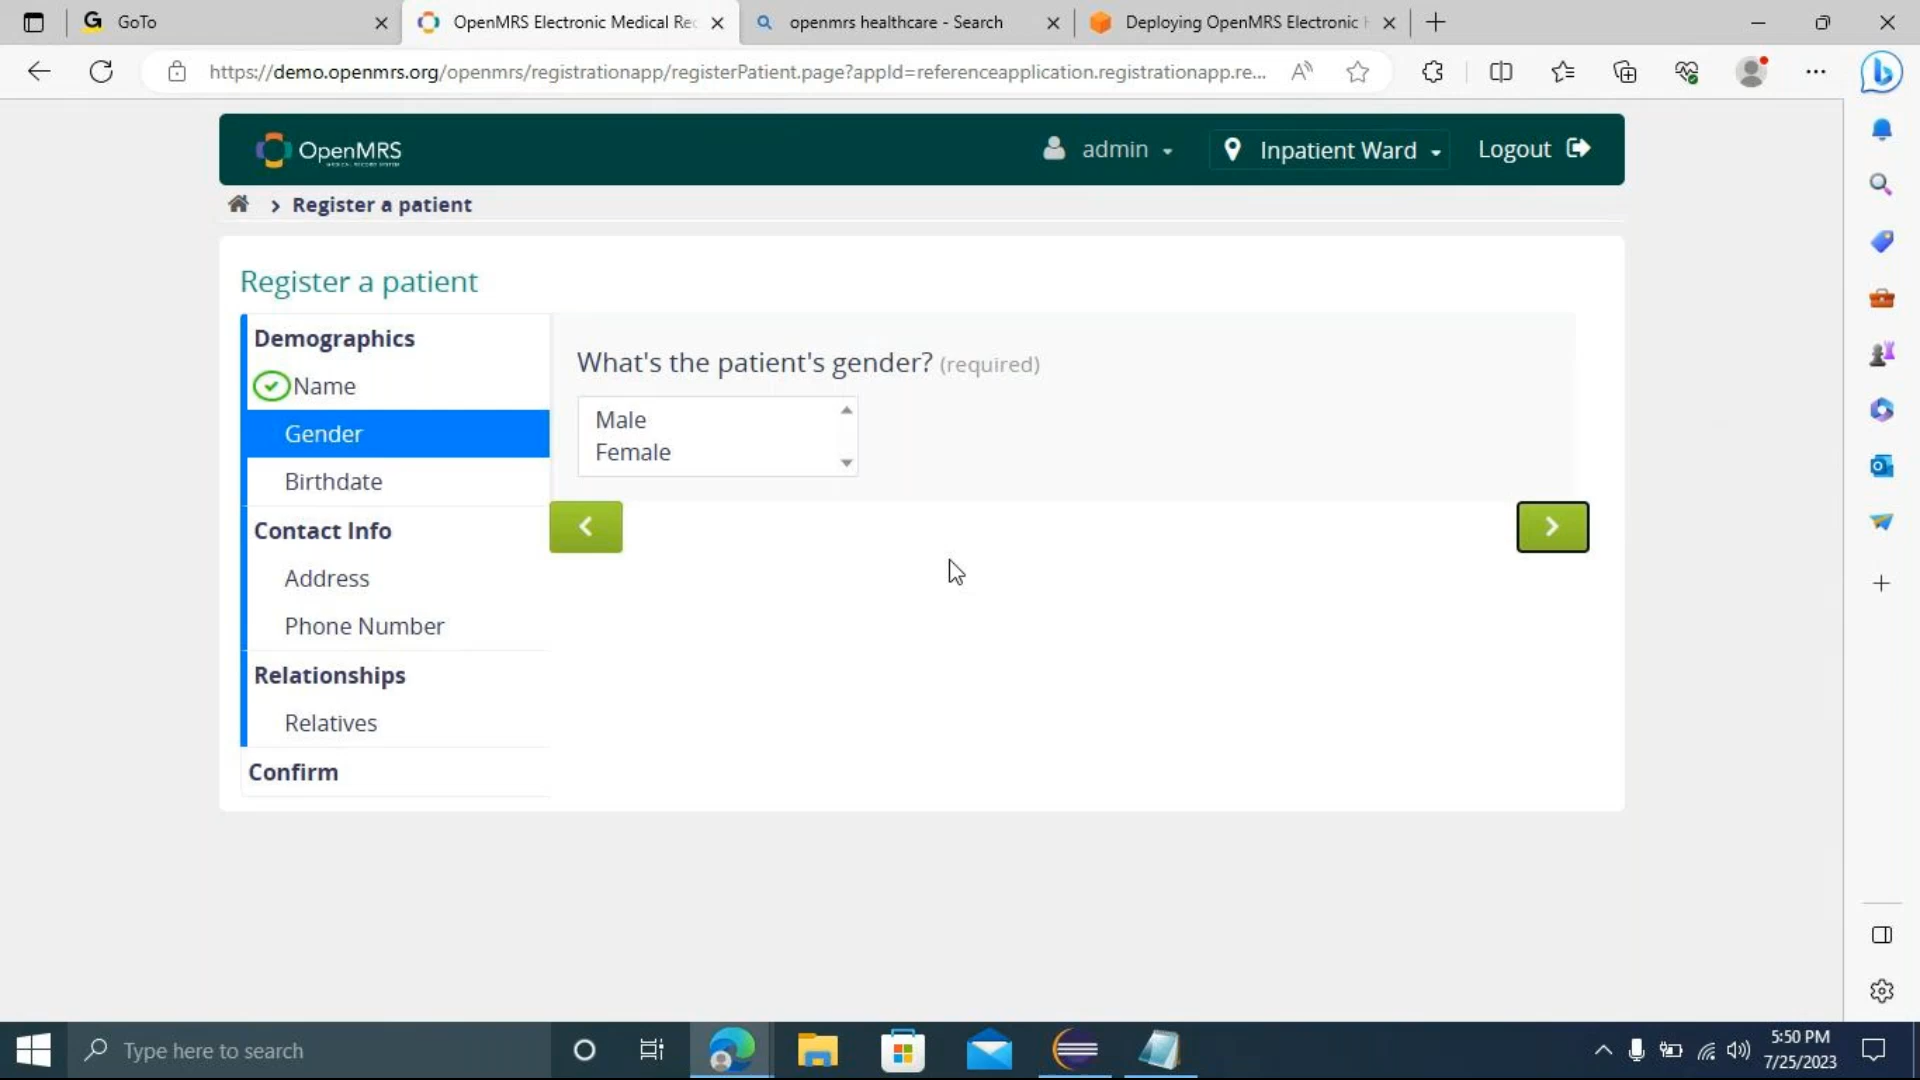 GoTo
OpenMRS Electronic Medical Rec
openmrs healthcare - Search
Deploying OpenMRS Electronic H
https://demo.openmrs.org/openmrs/registrationapp/registerPatient.page?appId=referenceapplication.registrationapp.re...
OpenMRS
MEDICAL RECORD SYSTEM
admin
Inpatient Ward
Logout
Register a patient
Register a patient
Demographics
Name
Gender
Birthdate
Contact Info
Address
Phone Number
Relationships
Relatives
Confirm
What's the patient's gender? (required)
Male
Female
Type here to search
5:50 PM
7/25/2023